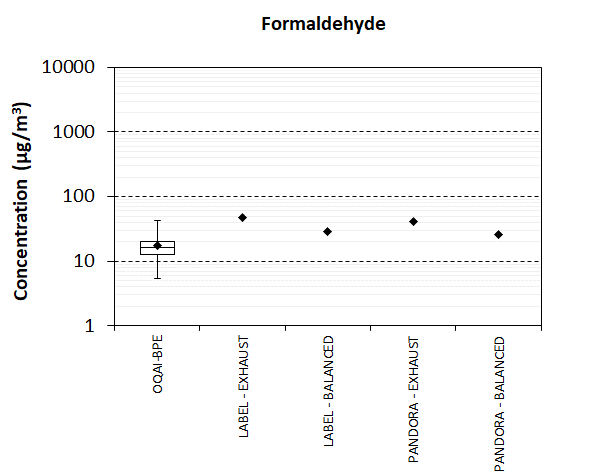 Formaldehyde
Concentration (µg/m³)
10000
1000
100
10
1
OQAI-BPE
LABEL - EXHAUST
LABEL - BALANCED
PANDORA - EXHAUST
PANDORA - BALANCED